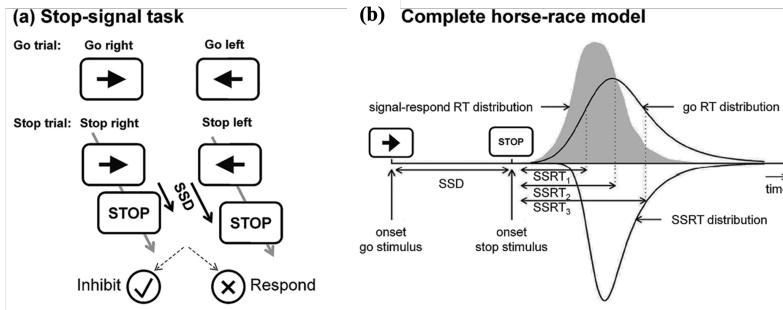 (a) Stop-signal task
Go trial:
Go right
Go left
Stop trial:
Stop right
Stop left
SSD
STOP
STOP
Inhibit
Respond
(b) Complete horse-race model
signal-respond RT distribution
go RT distribution
STOP
SSD
SSRT1
SSRT2
SSRT3
time
SSRT distribution
onset
go stimulus
onset
stop stimulus